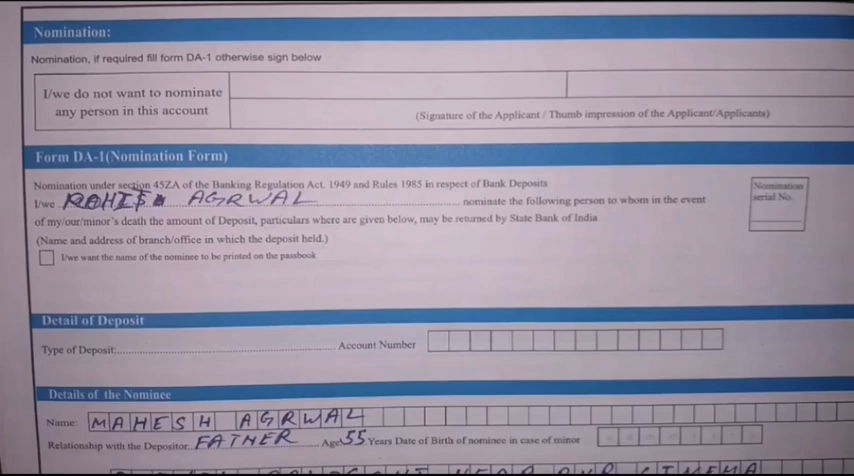 Nomination:
Nomination, if required fill form DA-1 otherwise sign below
I/we do not want to nominate
any person in this account
(Signature of the Applicant / Thumb impression of the Applicant/Applicants)
Form DA-1(Nomination Form)
Nomination under section 45ZA of the Banking Regulation Act. 1949 and Rules 1985 in respect of Bank Deposits
Nomination
serial No.
I/we AGRWAL nominate the following person to whom in the event
of my/our/minor's death the amount of Deposit, particulars where are given below, may be returned by State Bank of India
(Name and address of branch/office in which the deposit held.)
I/we want the name of the nominee to be printed on the passbook
Detail of Deposit
Type of Deposit: Account Number
Details of the Nominee
Name: MAHESH AGRWAL
Relationship with the Depositor. FATHER Age 55 Years Date of Birth of nominee in case of minor